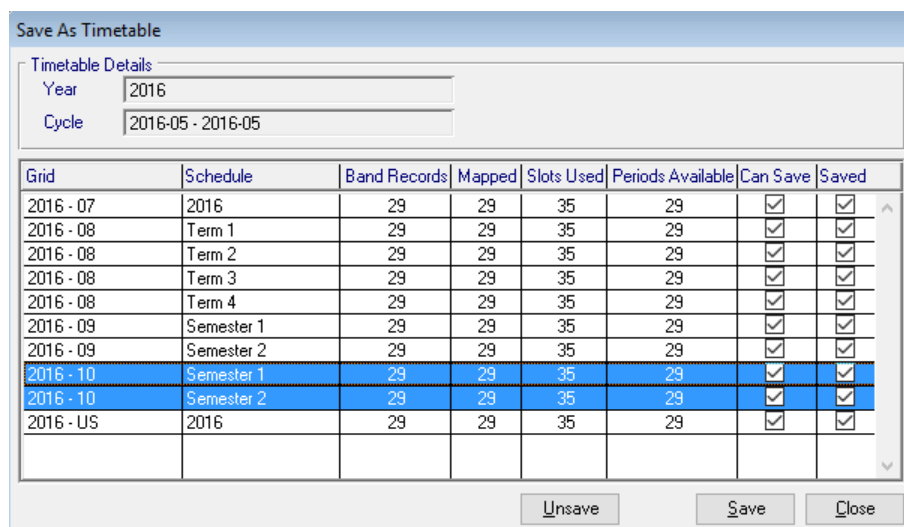 Save As Timetable
Timetable Details
Year 2016
Cycle 2016-05 - 2016-05
Grid Schedule Band Records Mapped Slots Used Periods Available Can Save Saved
2016 - 07 2016 29 29 35 29
2016 - 08 Term 1 29 29 35 29
2016 - 08 Term 2 29 29 35 29
2016 - 08 Term 3 29 29 35 29
2016 - 08 Term 4 29 29 35 29
2016 - 09 Semester 1 29 29 35 29
2016 - 09 Semester 2 29 29 35 29
2016 - 10 Semester 1 29 29 35 29
2016 - 10 Semester 2 29 29 35 29
2016 - US 2016 29 29 35 29
Unsave Save Close